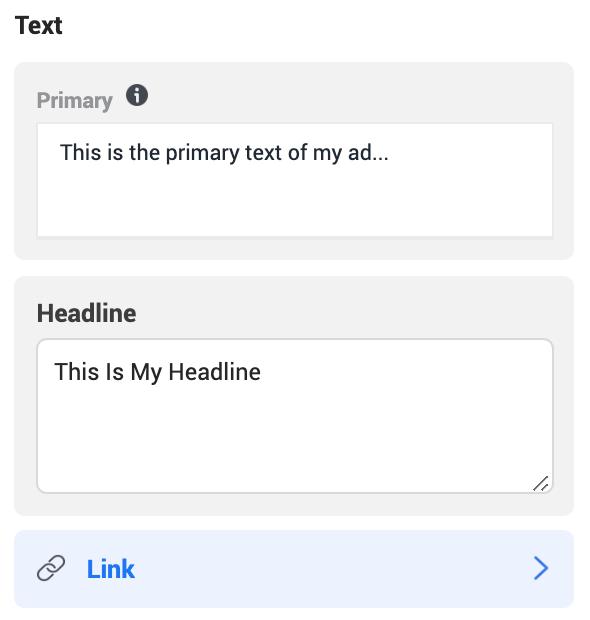 Text
Primary
This is the primary text of my ad...
Headline
This Is My Headline
Link